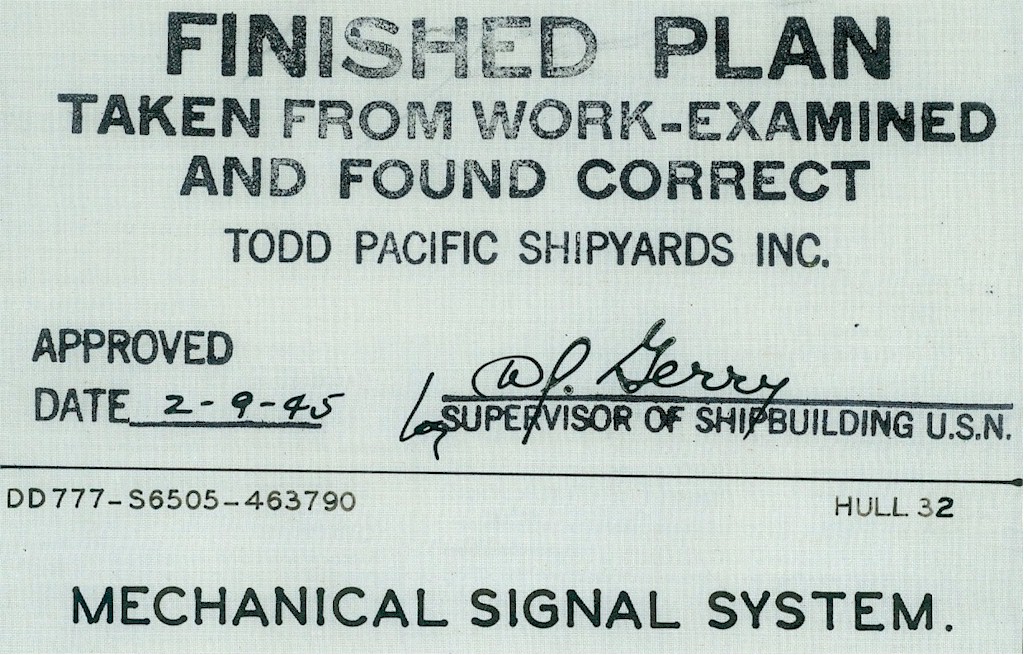 FINISHED PLAN
TAKEN FROM WORK-EXAMINED
AND FOUND CORRECT
TODD PACIFIC SHIPYARDS INC.
APPROVED
DATE 2-9-45
by D J. Gerry
SUPERVISOR OF SHIPBUILDING U.S.N.
DD777-S6505-463790 HULL 32
MECHANICAL SIGNAL SYSTEM.